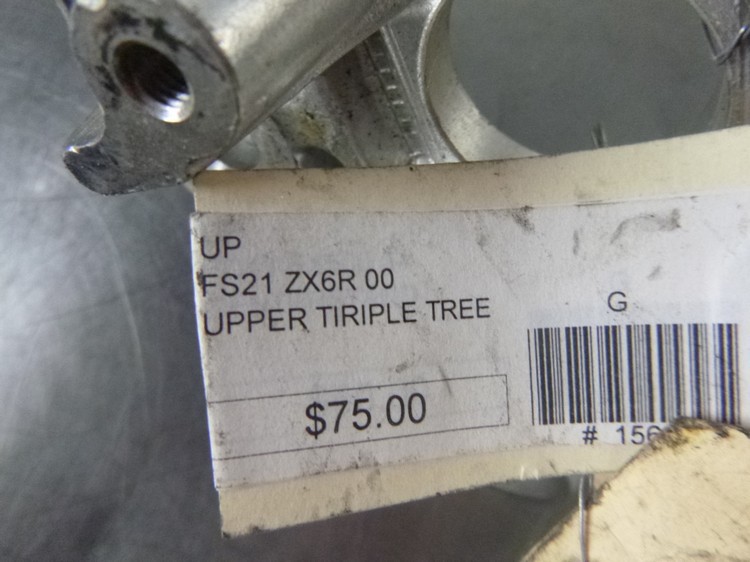 UP
FS21 ZX6R 00
UPPER TIRIPLE TREE
G
$75.00
# 156